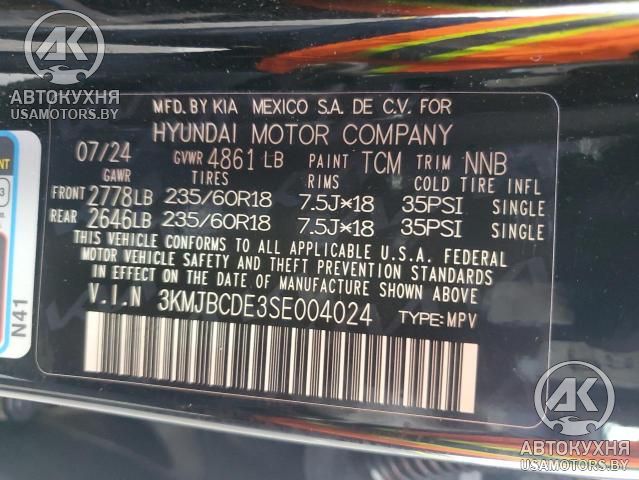 АВТОКУХНЯ
USAMOTORS.BY
MFD. BY KIA MEXICO S.A. DE C.V. FOR
HYUNDAI MOTOR COMPANY
07/24 GVWR 4861 LB PAINT TCM TRIM NNB
GAWR TIRES RIMS COLD TIRE INFL
FRONT 2778LB 235/60R18 7.5J×18 35PSI SINGLE
REAR 2646LB 235/60R18 7.5J×18 35PSI SINGLE
THIS VEHICLE CONFORMS TO ALL APPLICABLE U.S.A. FEDERAL
MOTOR VEHICLE SAFETY AND THEFT PREVENTION STANDARDS
IN EFFECT ON THE DATE OF MANUFACTURE SHOWN ABOVE
V.I.N 3KMJBCDE3SE004024 TYPE: MPV
N41
АВТОКУХНЯ
USAMOTORS.BY